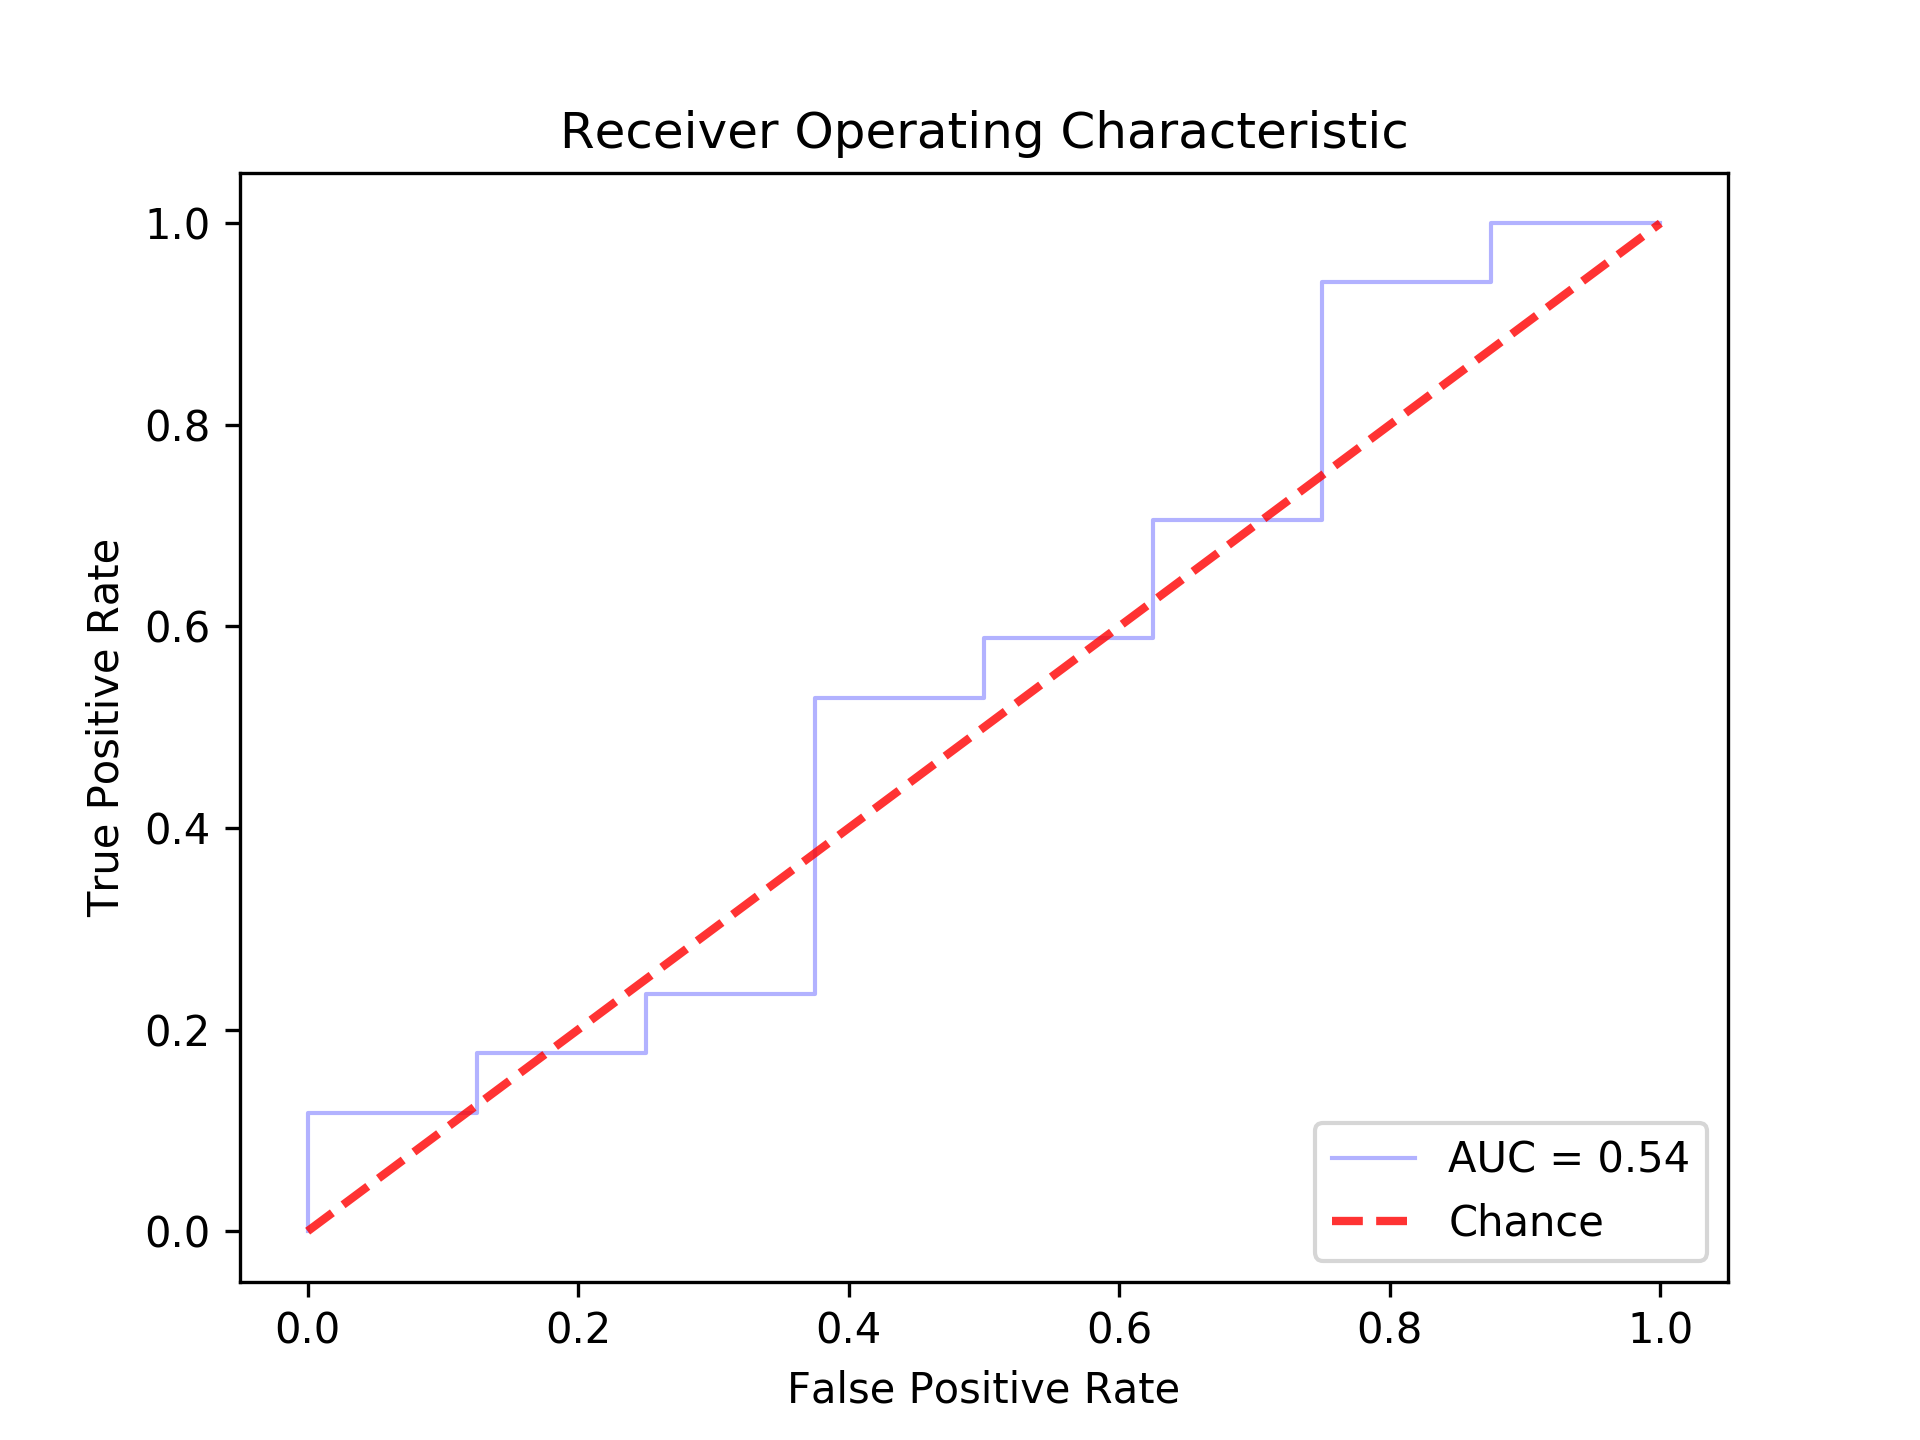 Receiver Operating Characteristic
True Positive Rate
1.0
0.8
0.6
0.4
0.2
0.0
AUC = 0.54
Chance
0.0 0.2 0.4 0.6 0.8 1.0
False Positive Rate